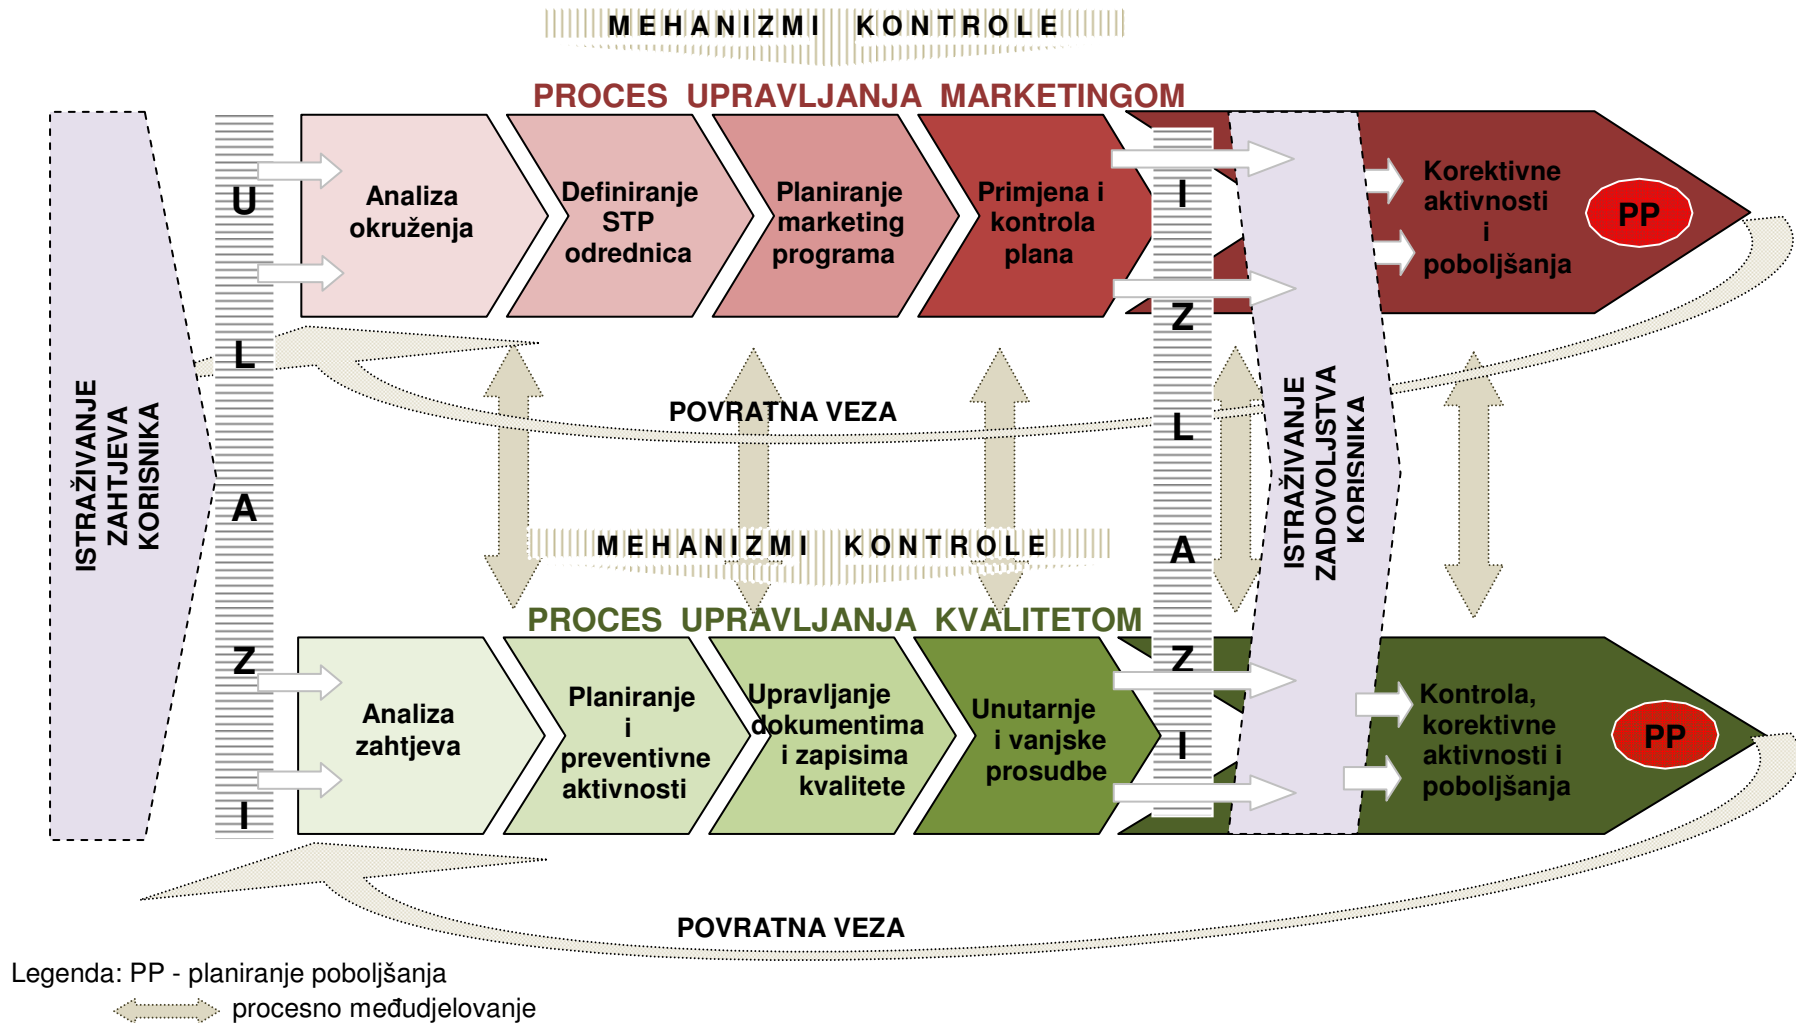 MEHANIZMI KONTROLE
PROCES UPRAVLJANJA MARKETINGOM
ISTRAŽIVANJE
ZAHTJEVA
KORISNIKA
U
L
A
Z
I
Analiza
okruženja
Definiranje
STP
odrednica
Planiranje
marketing
programa
Primjena i
kontrola
plana
I
Z
L
A
Z
I
ISTRAŽIVANJE
ZADOVOLJSTVA
KORISNIKA
Korektivne
aktivnosti
i
poboljšanja
PP
POVRATNA VEZA
MEHANIZMI KONTROLE
PROCES UPRAVLJANJA KVALITETOM
Analiza
zahtjeva
Planiranje
i
preventivne
aktivnosti
Upravljanje
dokumentima
i zapisima
kvalitete
Unutarnje
i vanjske
prosudbe
Kontrola,
korektivne
aktivnosti i
poboljšanja
PP
POVRATNA VEZA
Legenda: PP - planiranje poboljšanja
procesno međudjelovanje